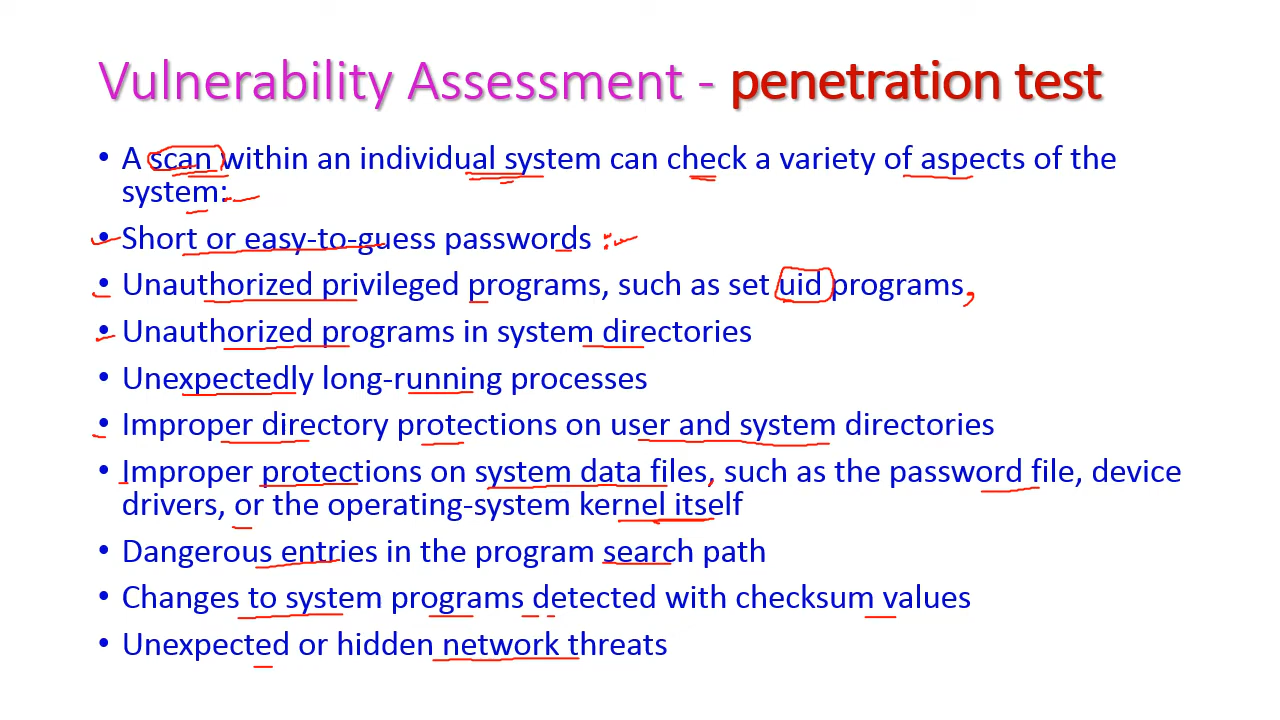 Vulnerability Assessment - penetration test
• A scan within an individual system can check a variety of aspects of the
system:
• Short or easy-to-guess passwords
• Unauthorized privileged programs, such as set uid programs
• Unauthorized programs in system directories
• Unexpectedly long-running processes
• Improper directory protections on user and system directories
• Improper protections on system data files, such as the password file, device
drivers, or the operating-system kernel itself
• Dangerous entries in the program search path
• Changes to system programs detected with checksum values
• Unexpected or hidden network threats